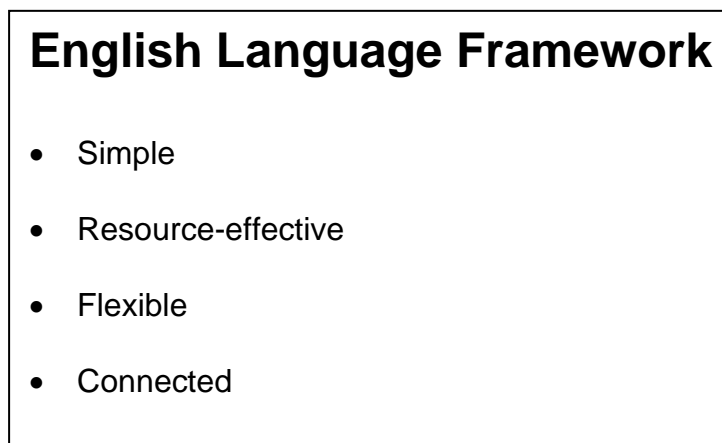 English Language Framework
• Simple
• Resource-effective
• Flexible
• Connected